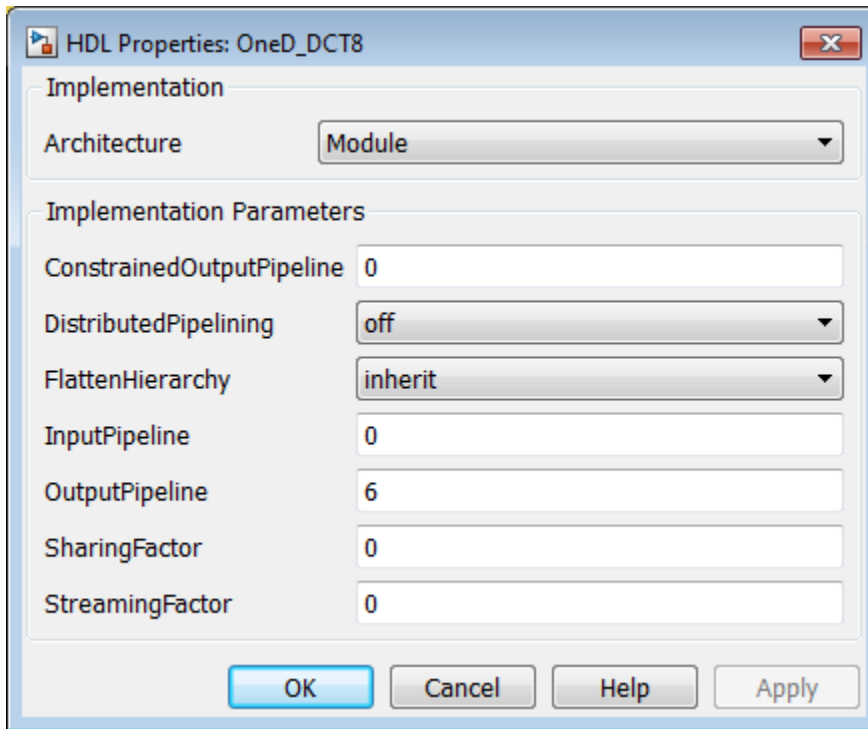 HDL Properties: OneD_DCT8
Implementation
Architecture Module
Implementation Parameters
ConstrainedOutputPipeline 0
DistributedPipelining off
FlattenHierarchy inherit
InputPipeline 0
OutputPipeline 6
SharingFactor 0
StreamingFactor 0
OK Cancel Help Apply